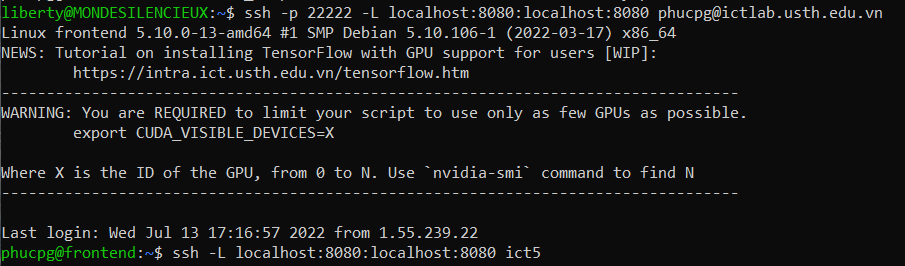 liberty@MONDESILENCIEUX:~$ ssh -p 22222 -L localhost:8080:localhost:8080 phucpg@ictlab.usth.edu.vn
Linux frontend 5.10.0-13-amd64 #1 SMP Debian 5.10.106-1 (2022-03-17) x86_64
NEWS: Tutorial on installing TensorFlow with GPU support for users [WIP]:
        https://intra.ict.usth.edu.vn/tensorflow.htm
--------------------------------------------------------------------------------
WARNING: You are REQUIRED to limit your script to use only as few GPUs as possible.
        export CUDA_VISIBLE_DEVICES=X
Where X is the ID of the GPU, from 0 to N. Use `nvidia-smi` command to find N
--------------------------------------------------------------------------------
Last login: Wed Jul 13 17:16:57 2022 from 1.55.239.22
phucpg@frontend:~$ ssh -L localhost:8080:localhost:8080 ict5